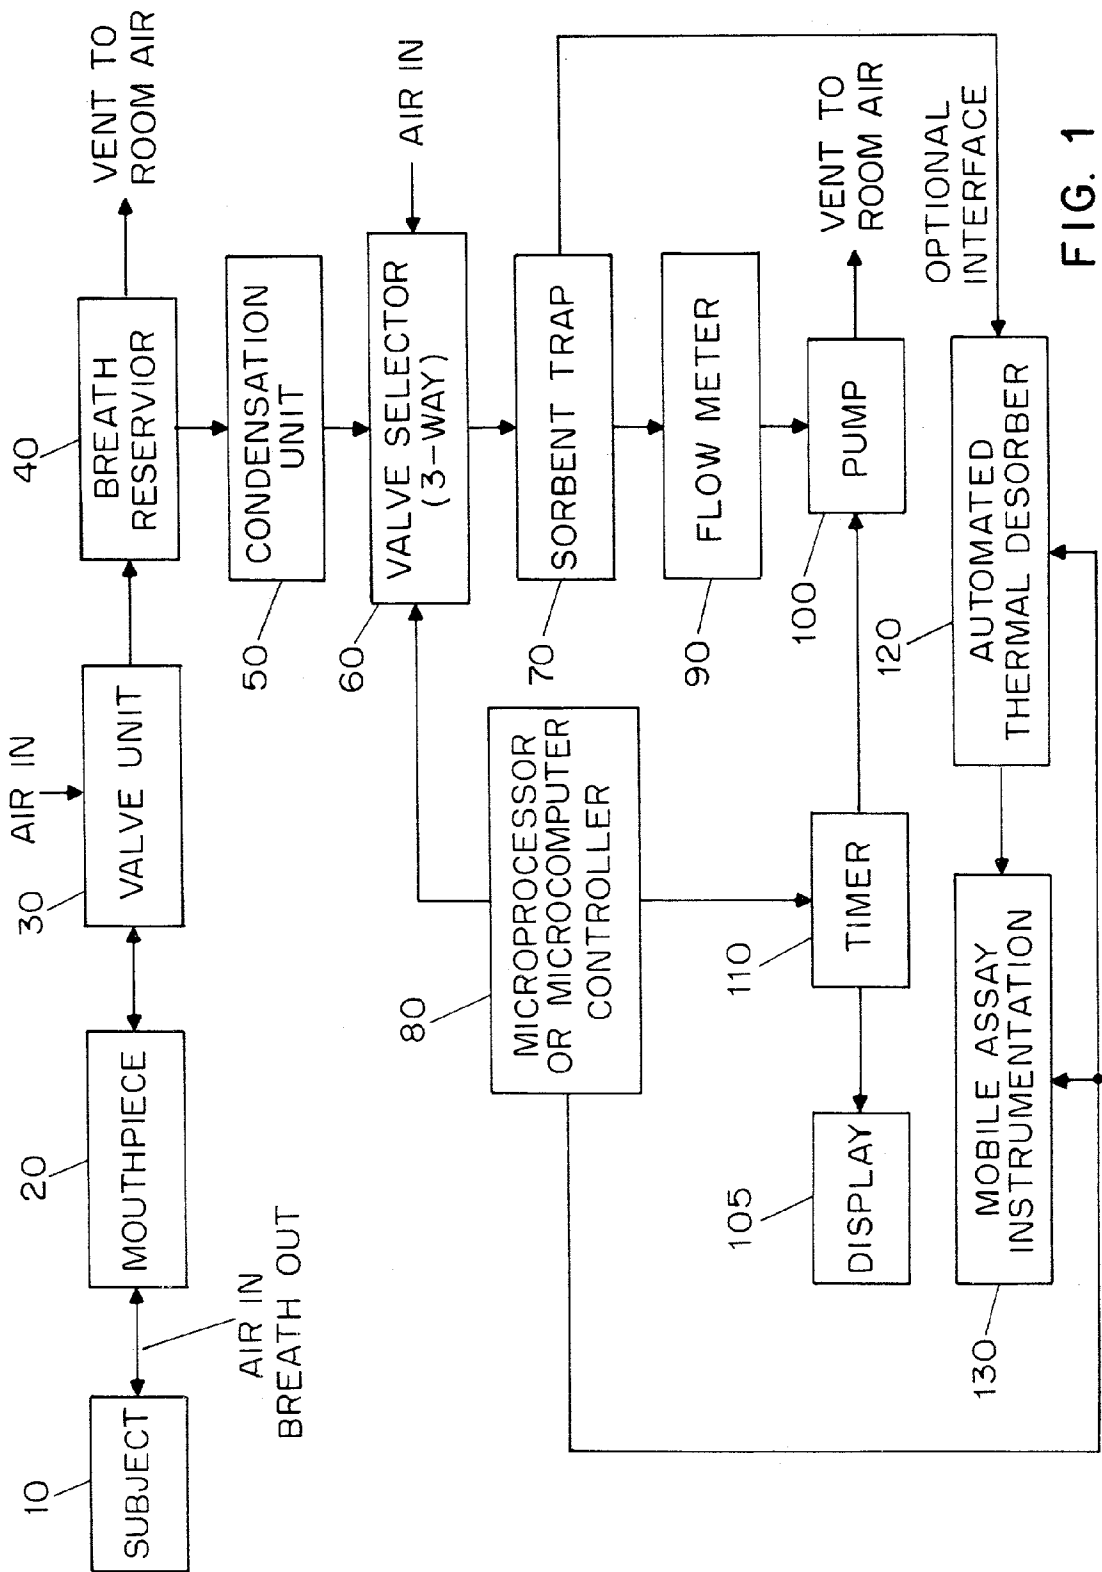 AIR IN
VENT TO
ROOM AIR
10
SUBJECT
20
MOUTHPIECE
30
VALVE UNIT
40
BREATH
RESERVIOR
AIR IN
BREATH OUT
50
CONDENSATION
UNIT
60
VALVE SELECTOR
(3-WAY)
AIR IN
80
MICROPROCESSOR
OR MICROCOMPUTER
CONTROLLER
70
SORBENT TRAP
90
FLOW METER
105
DISPLAY
110
TIMER
100
PUMP
VENT TO
ROOM AIR
OPTIONAL
INTERFACE
130
MOBILE ASSAY
INSTRUMENTATION
120
AUTOMATED
THERMAL DESORBER
FIG. 1